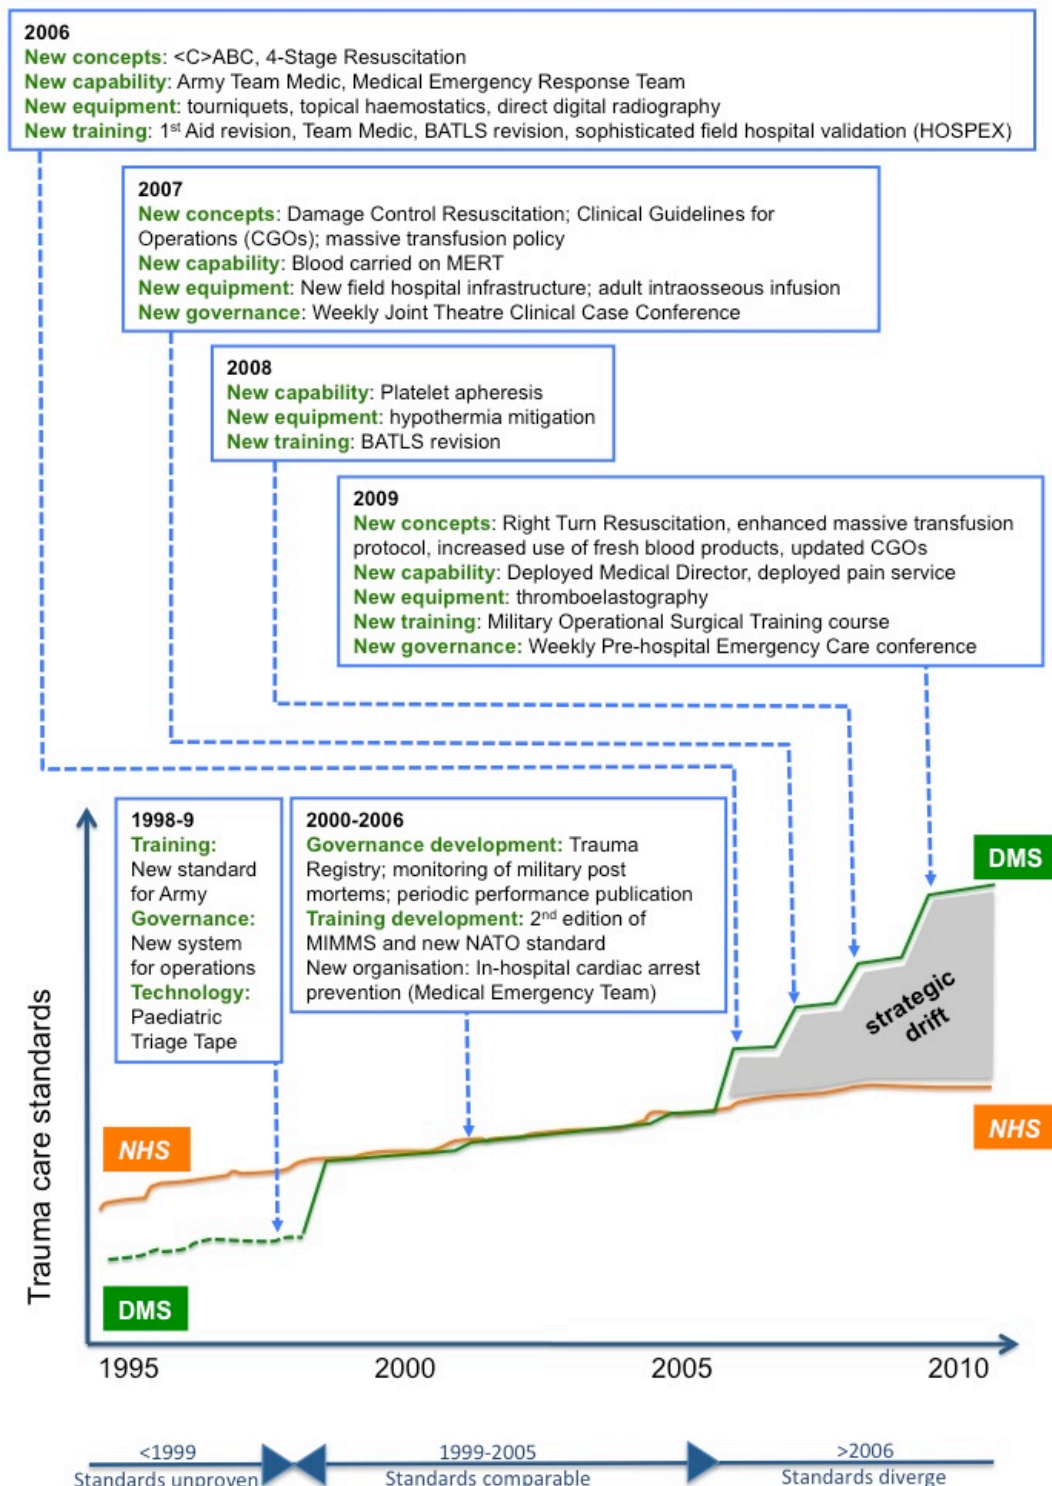 2006
New concepts: <C>ABC, 4-Stage Resuscitation
New capability: Army Team Medic, Medical Emergency Response Team
New equipment: tourniquets, topical haemostatics, direct digital radiography
New training: 1st Aid revision, Team Medic, BATLS revision, sophisticated field hospital validation (HOSPEX)
2007
New concepts: Damage Control Resuscitation; Clinical Guidelines for
Operations (CGOs); massive transfusion policy
New capability: Blood carried on MERT
New equipment: New field hospital infrastructure; adult intraosseous infusion
New governance: Weekly Joint Theatre Clinical Case Conference
2008
New capability: Platelet apheresis
New equipment: hypothermia mitigation
New training: BATLS revision
2009
New concepts: Right Turn Resuscitation, enhanced massive transfusion
protocol, increased use of fresh blood products, updated CGOs
New capability: Deployed Medical Director, deployed pain service
New equipment: thromboelastography
New training: Military Operational Surgical Training course
New governance: Weekly Pre-hospital Emergency Care conference
1998-9
Training:
New standard
for Army
Governance:
New system
for operations
Technology:
Paediatric
Triage Tape
2000-2006
Governance development: Trauma
Registry; monitoring of military post
mortems; periodic performance publication
Training development: 2nd edition of
MIMMS and new NATO standard
New organisation: In-hospital cardiac arrest
prevention (Medical Emergency Team)
DMS
strategic
drift
NHS
NHS
DMS
Trauma care standards
1995 2000 2005 2010
<1999 1999-2005 >2006
Standards unproven Standards comparable Standards diverge